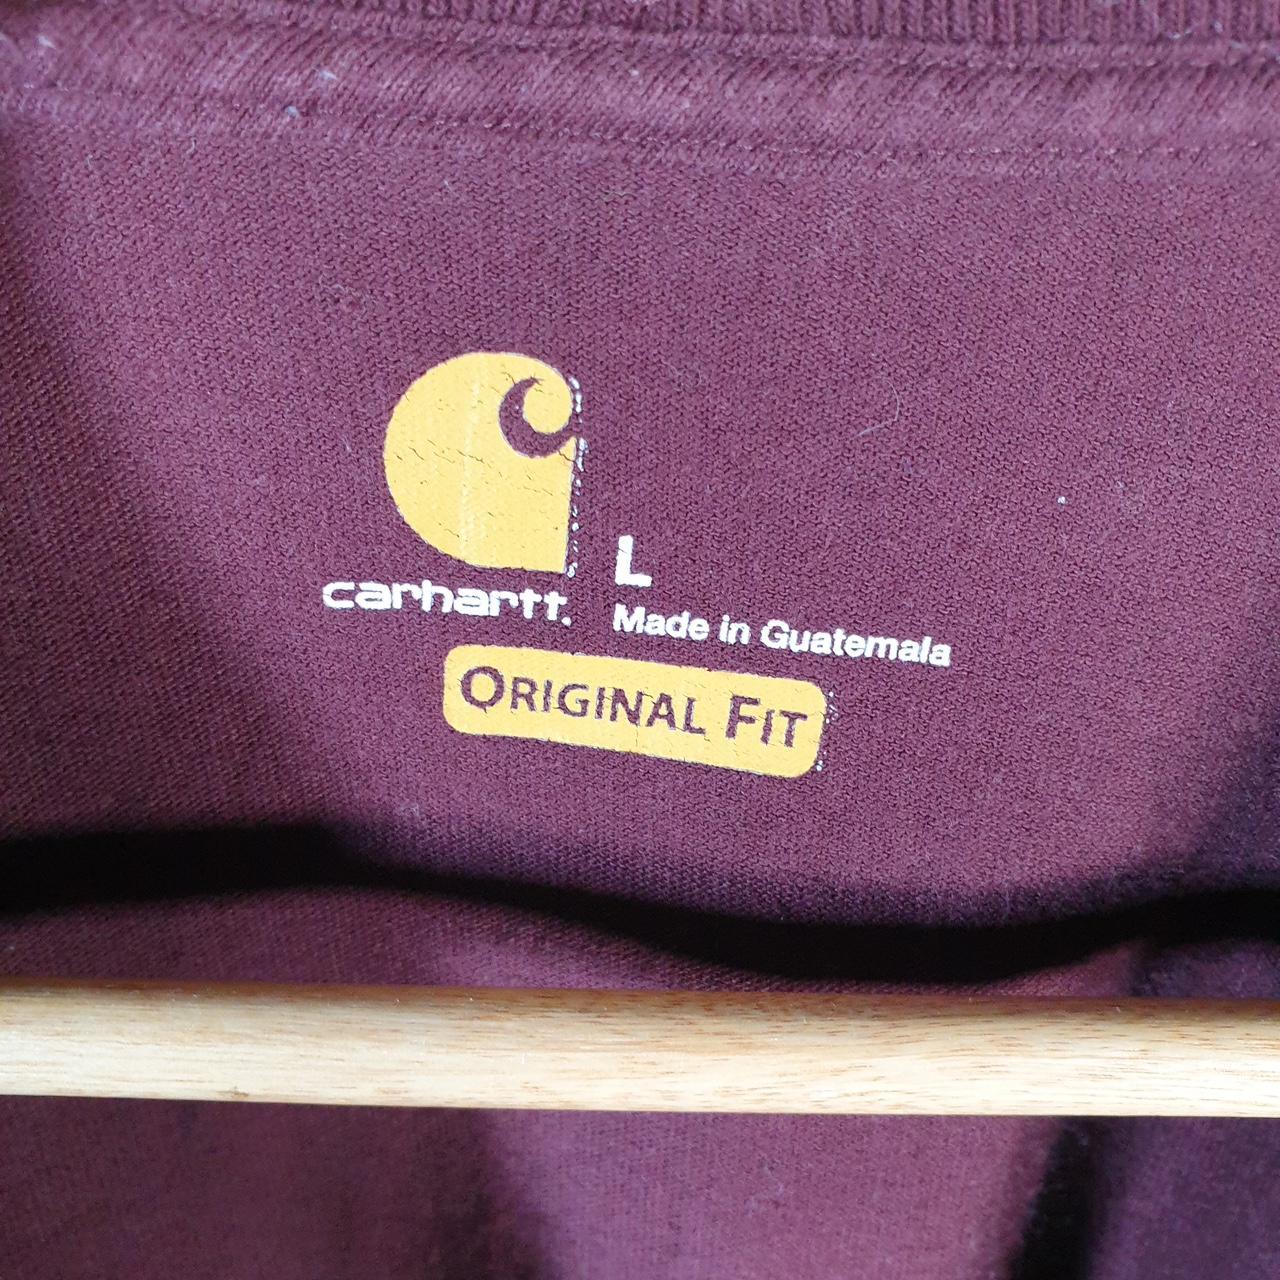 L
carhartt.
Made in Guatemala
ORIGINAL FIT